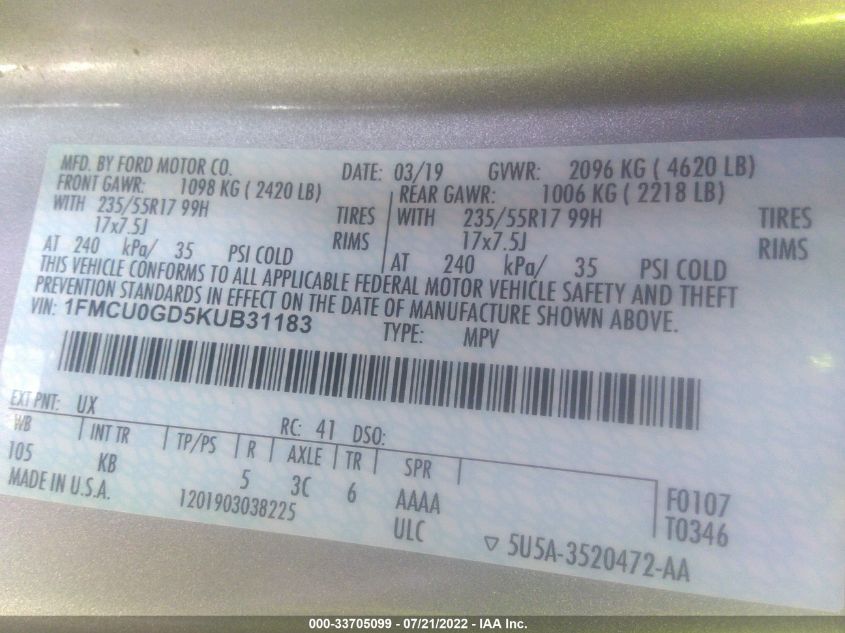 MFD. BY FORD MOTOR CO. DATE: 03/19 GVWR: 2096 KG ( 4620 LB)
FRONT GAWR: 1098 KG ( 2420 LB) REAR GAWR: 1006 KG ( 2218 LB)
WITH 235/55R17 99H TIRES WITH 235/55R17 99H TIRES
17x7.5J RIMS 17x7.5J RIMS
AT 240 kPa/ 35 PSI COLD AT 240 kPa/ 35 PSI COLD
THIS VEHICLE CONFORMS TO ALL APPLICABLE FEDERAL MOTOR VEHICLE SAFETY AND THEFT
PREVENTION STANDARDS IN EFFECT ON THE DATE OF MANUFACTURE SHOWN ABOVE.
VIN: 1FMCU0GD5KUB31183 TYPE: MPV
EXT PNT: UX RC: 41 DSO:
WB INT TR TP/PS R AXLE TR SPR
105 KB 5 3C 6 AAAA F0107
MADE IN U.S.A. 1201903038225 ULC T0346
▽ 5U5A-3520472-AA
000-33705099 - 07/21/2022 - IAA Inc.